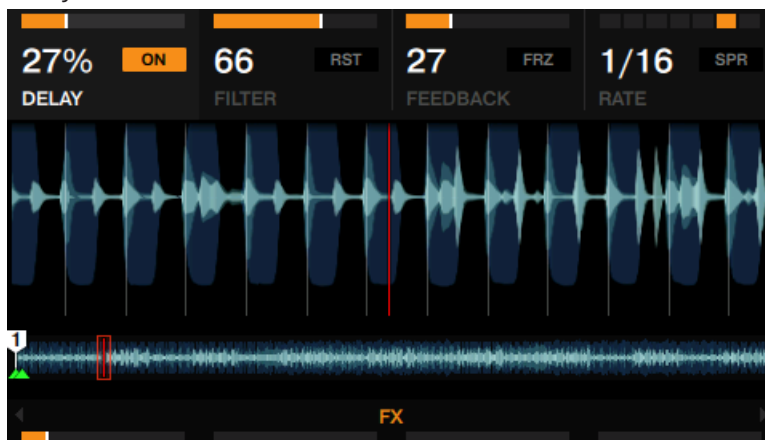 27% ON 66 RST 27 FRZ 1/16 SPR
DELAY FILTER FEEDBACK RATE
1
FX